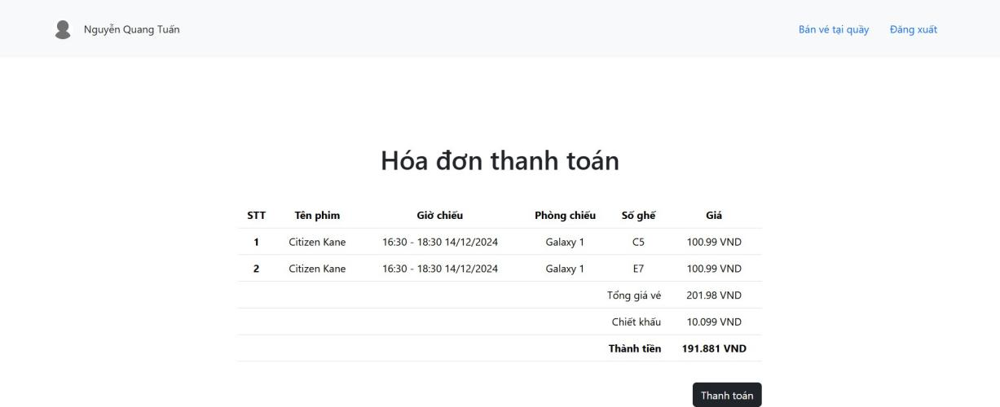 Nguyễn Quang Tuấn Bán vé tại quầy Đăng xuất
Hóa đơn thanh toán
STT Tên phim Giờ chiếu Phòng chiếu Số ghế Giá
1 Citizen Kane 16:30 - 18:30 14/12/2024 Galaxy 1 C5 100.99 VND
2 Citizen Kane 16:30 - 18:30 14/12/2024 Galaxy 1 E7 100.99 VND
Tổng giá vé 201.98 VND
Chiết khấu 10.099 VND
Thành tiền 191.881 VND
Thanh toán